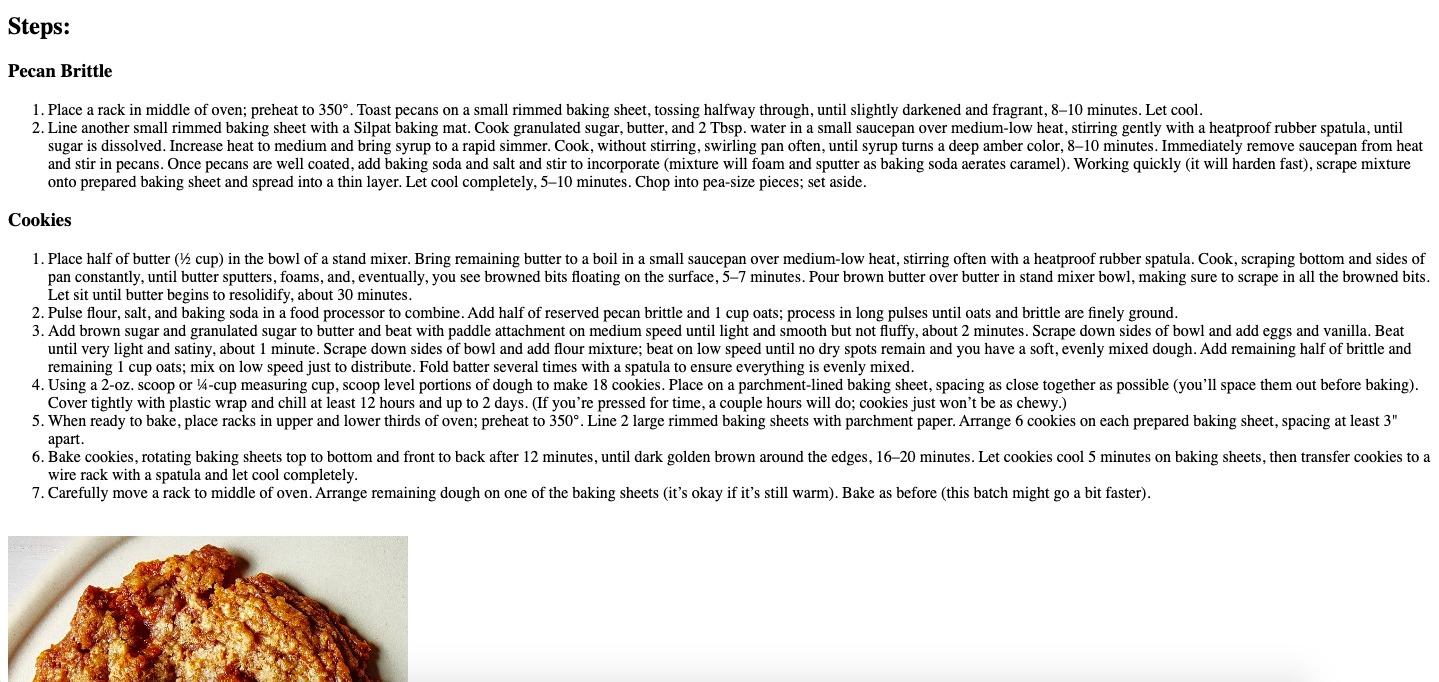 Steps:
Pecan Brittle
1. Place a rack in middle of oven; preheat to 350°. Toast pecans on a small rimmed baking sheet, tossing halfway through, until slightly darkened and fragrant, 8–10 minutes. Let cool.
2. Line another small rimmed baking sheet with a Silpat baking mat. Cook granulated sugar, butter, and 2 Tbsp. water in a small saucepan over medium-low heat, stirring gently with a heatproof rubber spatula, until
sugar is dissolved. Increase heat to medium and bring syrup to a rapid simmer. Cook, without stirring, swirling pan often, until syrup turns a deep amber color, 8–10 minutes. Immediately remove saucepan from heat
and stir in pecans. Once pecans are well coated, add baking soda and salt and stir to incorporate (mixture will foam and sputter as baking soda aerates caramel). Working quickly (it will harden fast), scrape mixture
onto prepared baking sheet and spread into a thin layer. Let cool completely, 5–10 minutes. Chop into pea-size pieces; set aside.
Cookies
1. Place half of butter (½ cup) in the bowl of a stand mixer. Bring remaining butter to a boil in a small saucepan over medium-low heat, stirring often with a heatproof rubber spatula. Cook, scraping bottom and sides of
pan constantly, until butter sputters, foams, and, eventually, you see browned bits floating on the surface, 5–7 minutes. Pour brown butter over butter in stand mixer bowl, making sure to scrape in all the browned bits.
Let sit until butter begins to resolidify, about 30 minutes.
2. Pulse flour, salt, and baking soda in a food processor to combine. Add half of reserved pecan brittle and 1 cup oats; process in long pulses until oats and brittle are finely ground.
3. Add brown sugar and granulated sugar to butter and beat with paddle attachment on medium speed until light and smooth but not fluffy, about 2 minutes. Scrape down sides of bowl and add eggs and vanilla. Beat
until very light and satiny, about 1 minute. Scrape down sides of bowl and add flour mixture; beat on low speed until no dry spots remain and you have a soft, evenly mixed dough. Add remaining half of brittle and
remaining 1 cup oats; mix on low speed just to distribute. Fold batter several times with a spatula to ensure everything is evenly mixed.
4. Using a 2-oz. scoop or ¼-cup measuring cup, scoop level portions of dough to make 18 cookies. Place on a parchment-lined baking sheet, spacing as close together as possible (you’ll space them out before baking).
Cover tightly with plastic wrap and chill at least 12 hours and up to 2 days. (If you’re pressed for time, a couple hours will do; cookies just won’t be as chewy.)
5. When ready to bake, place racks in upper and lower thirds of oven; preheat to 350°. Line 2 large rimmed baking sheets with parchment paper. Arrange 6 cookies on each prepared baking sheet, spacing at least 3"
apart.
6. Bake cookies, rotating baking sheets top to bottom and front to back after 12 minutes, until dark golden brown around the edges, 16–20 minutes. Let cookies cool 5 minutes on baking sheets, then transfer cookies to a
wire rack with a spatula and let cool completely.
7. Carefully move a rack to middle of oven. Arrange remaining dough on one of the baking sheets (it’s okay if it’s still warm). Bake as before (this batch might go a bit faster).